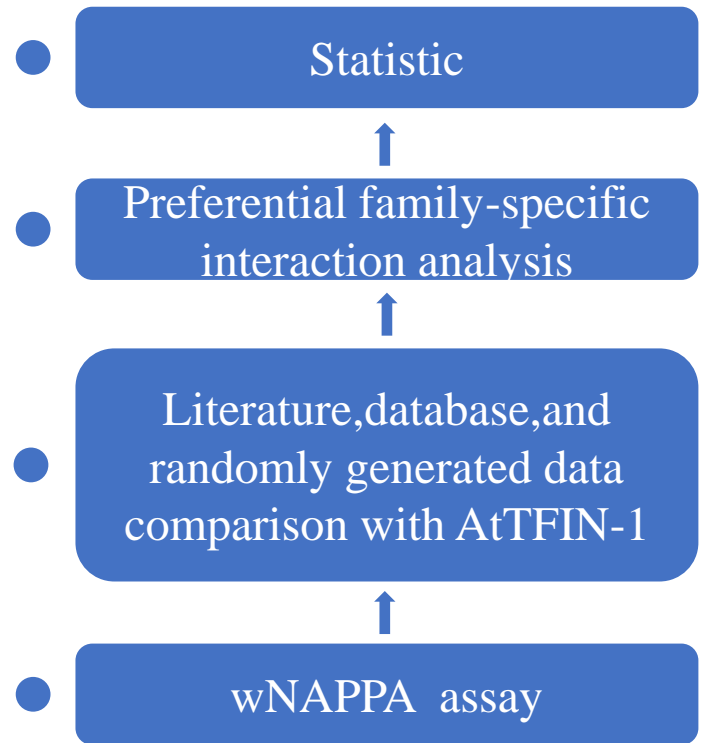 Statistic
Preferential family-specific
interaction analysis
Literature,database,and
randomly generated data
comparison with AtTFIN-1
wNAPPA assay